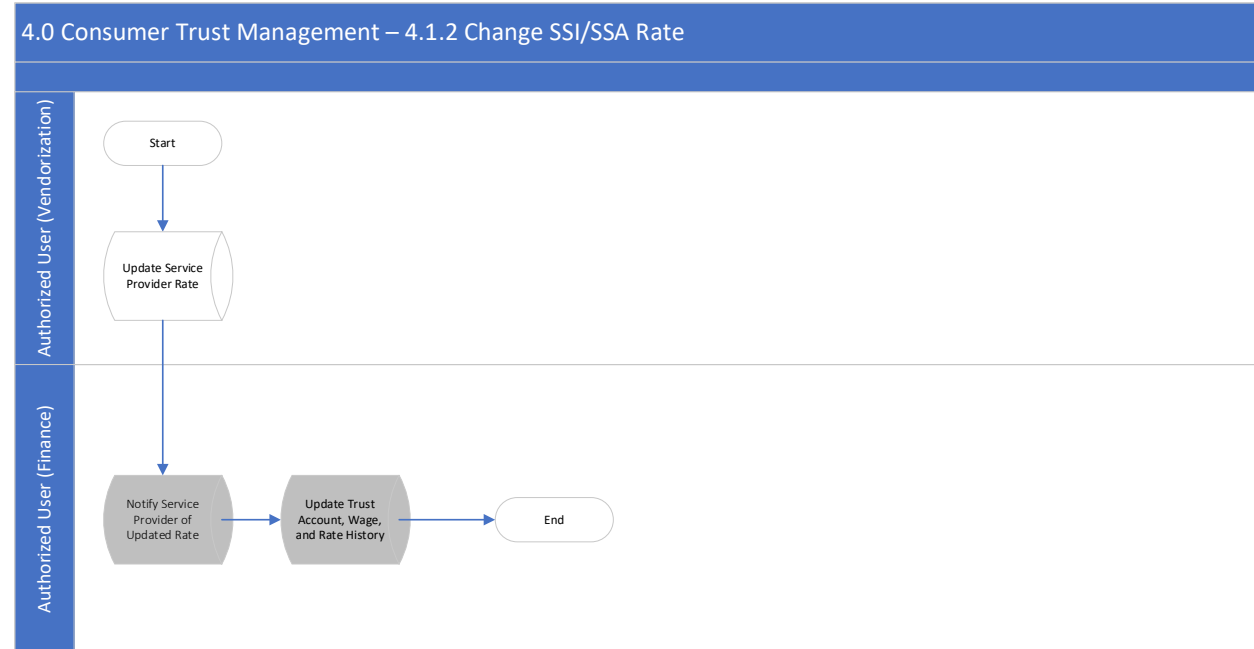 4.0 Consumer Trust Management – 4.1.2 Change SSI/SSA Rate
Authorized User (Vendorization)
Start
Update Service
Provider Rate
Authorized User (Finance)
Notify Service
Provider of
Updated Rate
Update Trust
Account, Wage,
and Rate History
End